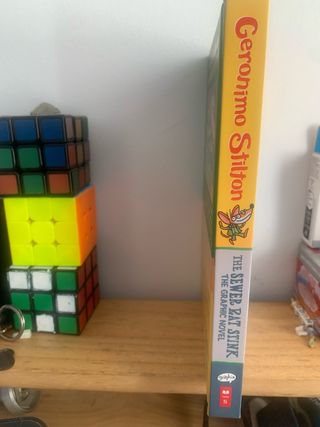 Geronimo Stilton
THE SEWER RAT STINK
THE GRAPHIC NOVEL